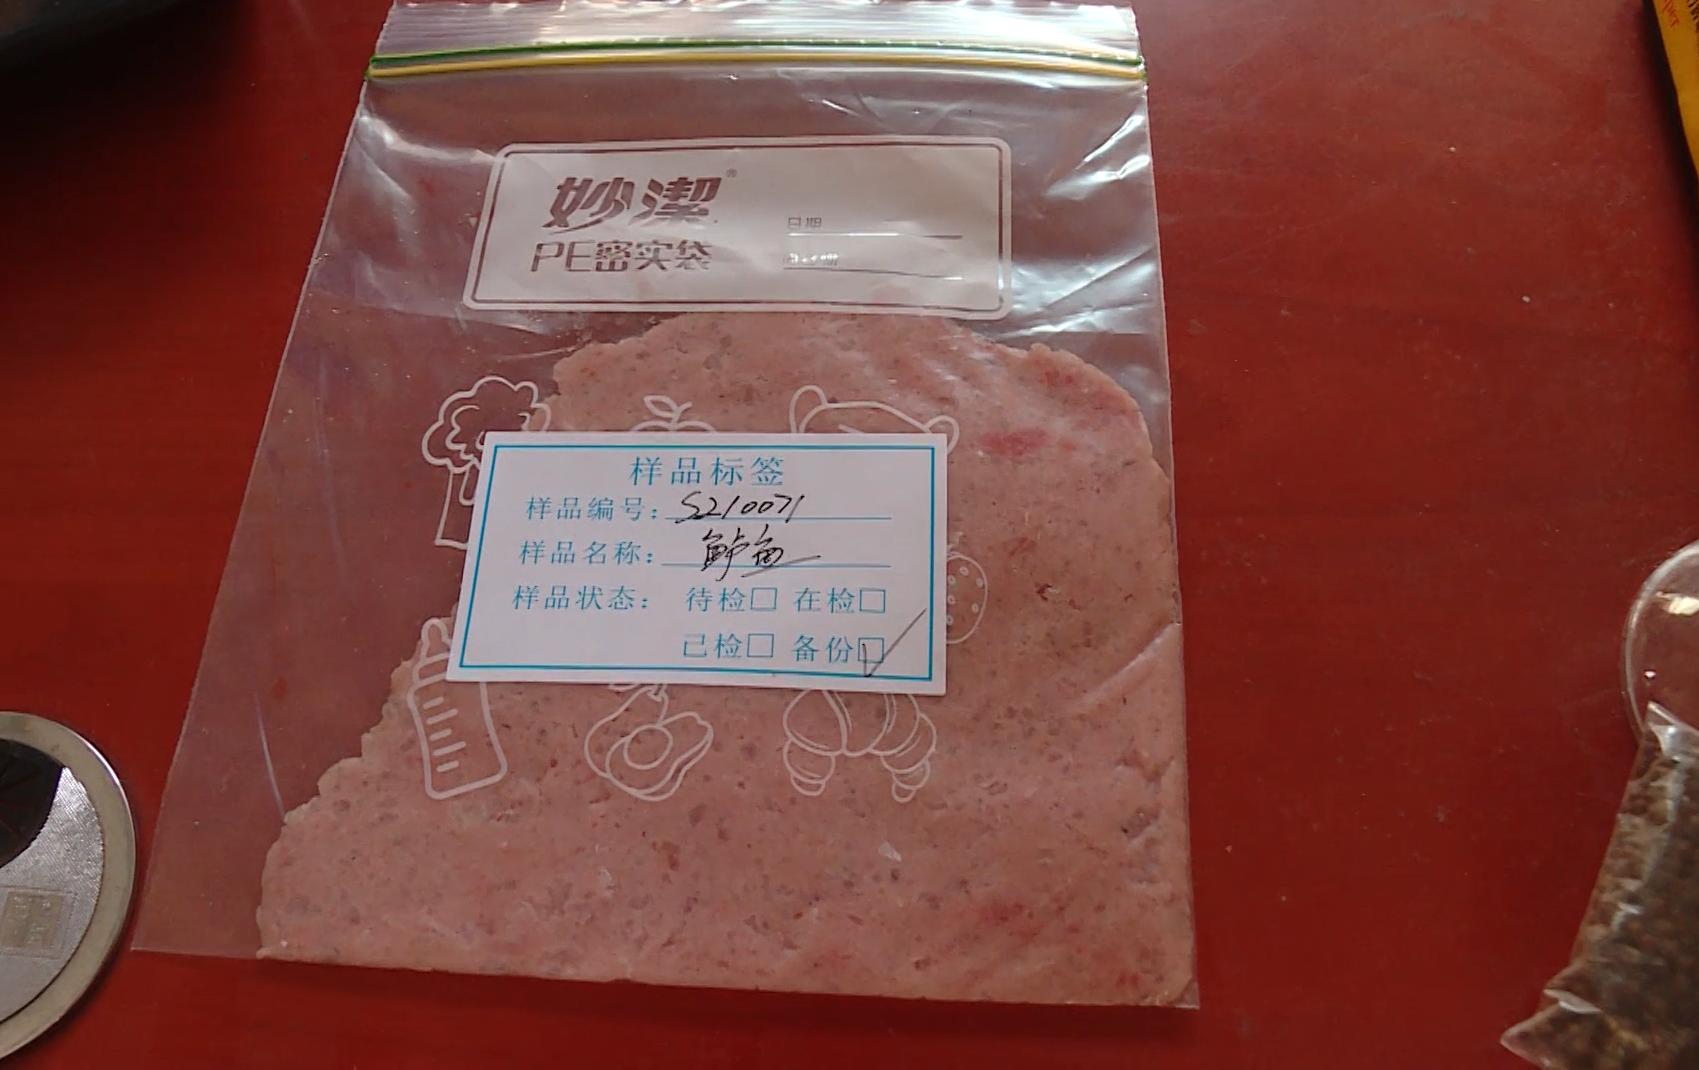 妙潔®
PE密实袋
日期
样品标签
样品编号：S210071
样品名称：鲈鱼
样品状态： 待检□ 在检□
已检□ 备份☑